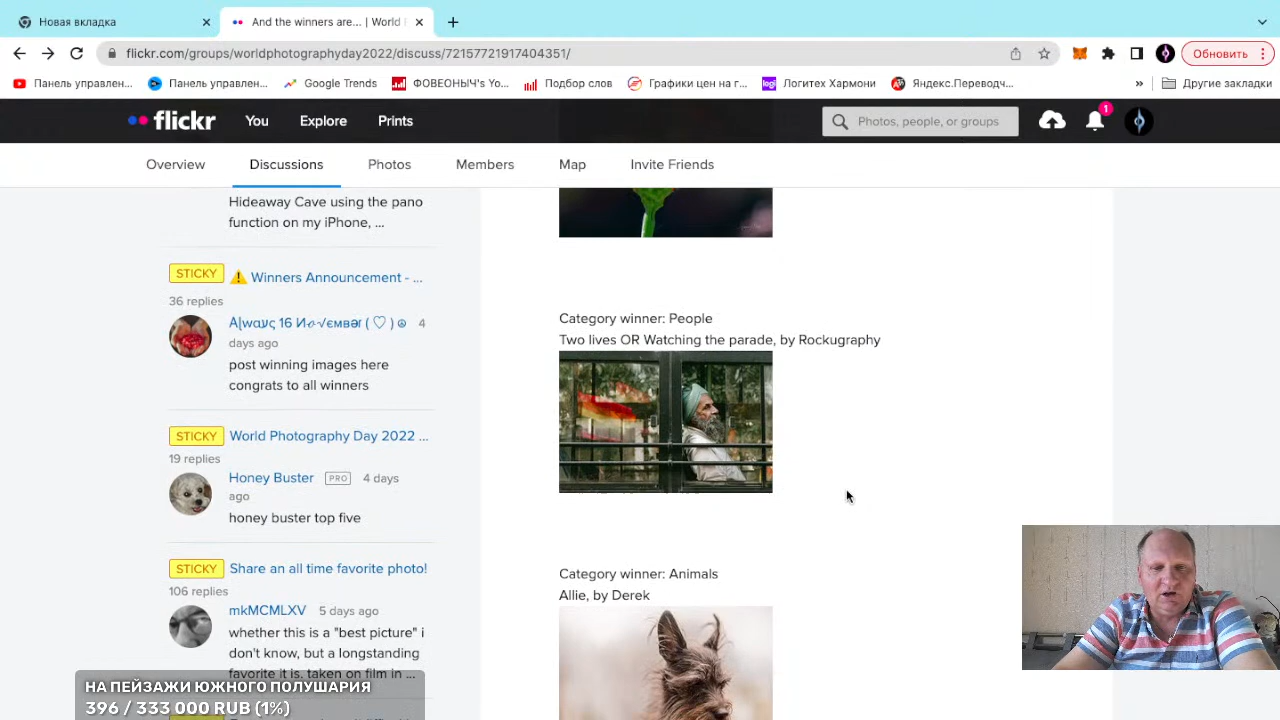 Новая вкладка
And the winners are... | World
flickr.com/groups/worldphotographyday2022/discuss/72157721917404351/
Обновить
Панель управлен...
Панель управлен...
Google Trends
ФОВЕОНЫЧ's Yo...
Подбор слов
Графики цен на г...
Логитех Хармони
Яндекс.Переводч...
»
Другие закладки
flickr
You
Explore
Prints
Photos, people, or groups
1
Overview
Discussions
Photos
Members
Map
Invite Friends
Hideaway Cave using the pano
function on my iPhone, ...
STICKY Winners Announcement - ...
36 replies
4
days ago
post winning images here
congrats to all winners
STICKY World Photography Day 2022 ...
19 replies
Honey Buster PRO 4 days
ago
honey buster top five
STICKY Share an all time favorite photo!
106 replies
mkMCMLXV 5 days ago
whether this is a "best picture" i
don't know, but a longstanding
favorite it is. taken on film in ...
Category winner: People
Two lives OR Watching the parade, by Rockugraphy
Category winner: Animals
Allie, by Derek
НА ПЕЙЗАЖИ ЮЖНОГО ПОЛУШАРИЯ
396 / 333 000 RUB (1%)